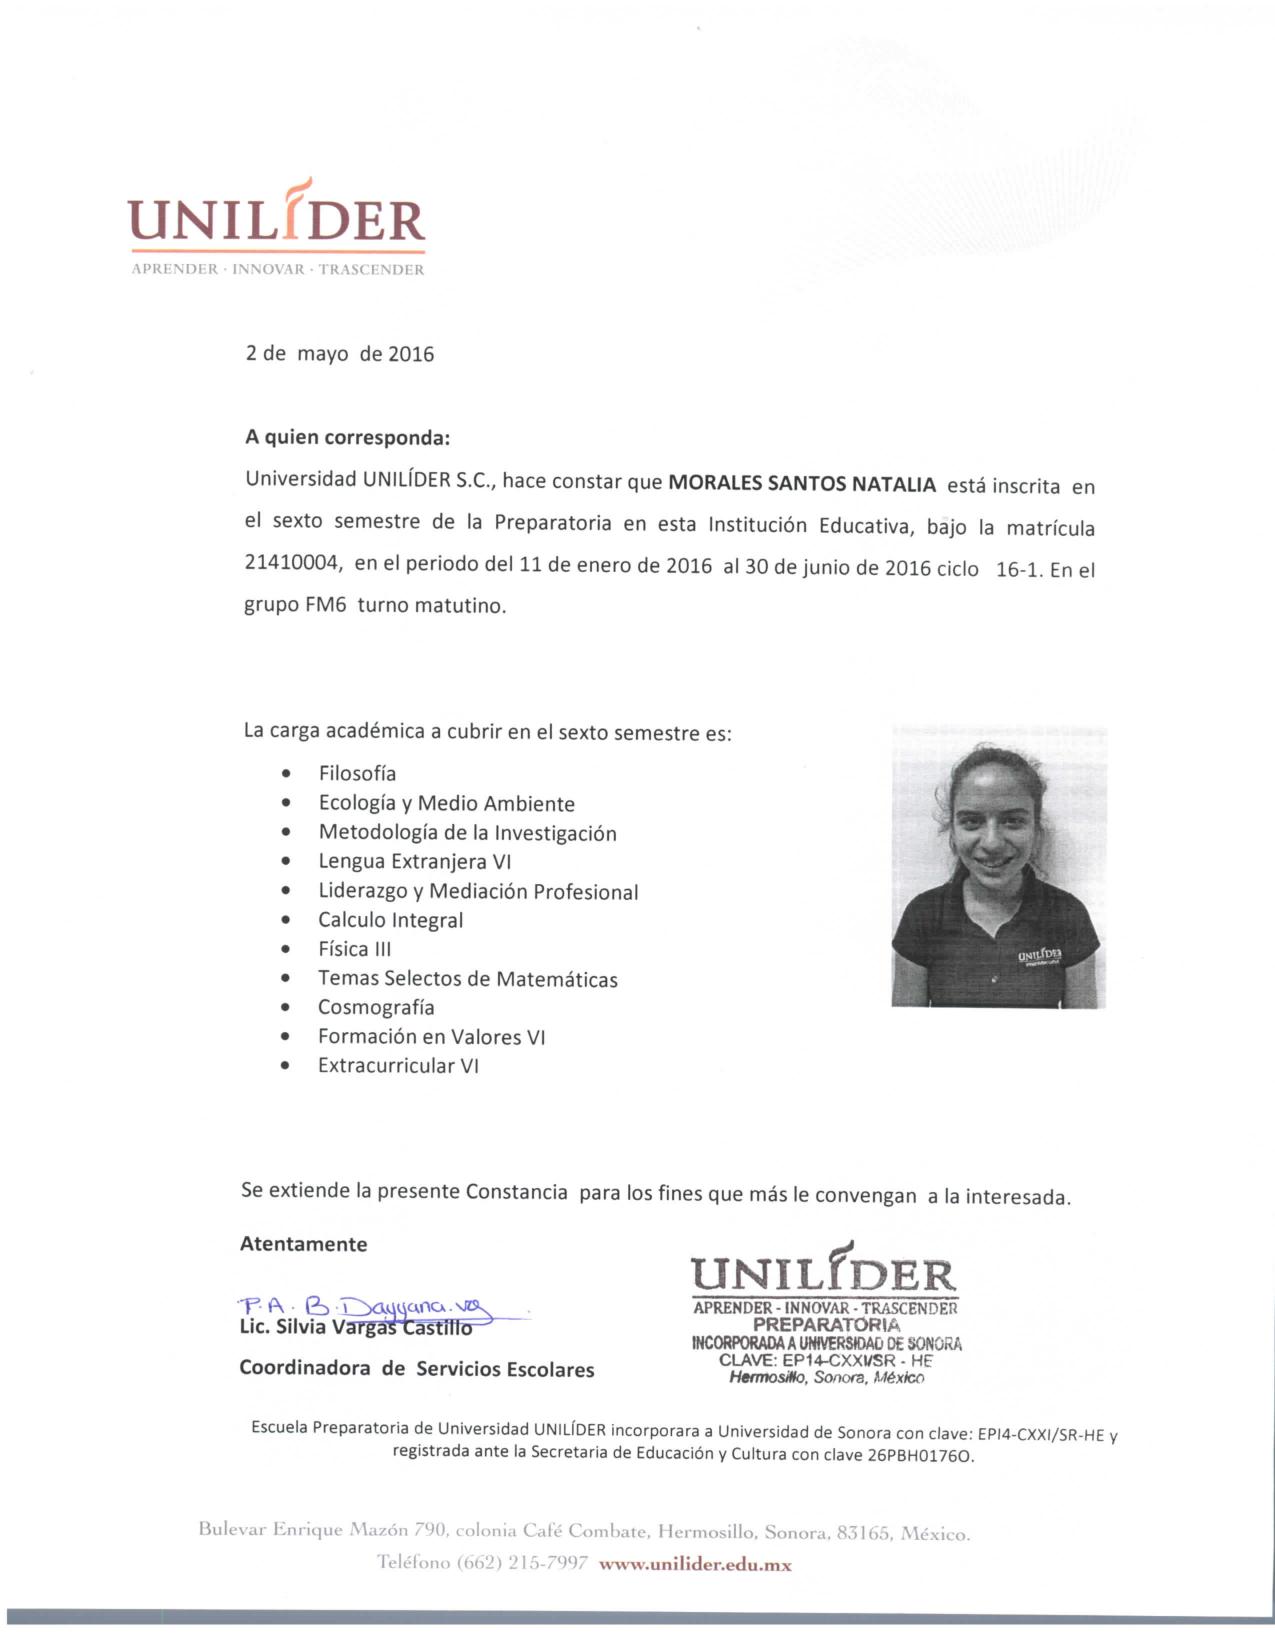 UNILÍDER
APRENDER · INNOVAR · TRASCENDER
2 de mayo de 2016
A quien corresponda:
Universidad UNILÍDER S.C., hace constar que MORALES SANTOS NATALIA está inscrita en
el sexto semestre de la Preparatoria en esta Institución Educativa, bajo la matrícula
21410004, en el periodo del 11 de enero de 2016 al 30 de junio de 2016 ciclo 16-1. En el
grupo FM6 turno matutino.
La carga académica a cubrir en el sexto semestre es:
• Filosofía
• Ecología y Medio Ambiente
• Metodología de la Investigación
• Lengua Extranjera VI
• Liderazgo y Mediación Profesional
• Calculo Integral
• Física III
• Temas Selectos de Matemáticas
• Cosmografía
• Formación en Valores VI
• Extracurricular VI
UNILÍDER
Se extiende la presente Constancia para los fines que más le convengan a la interesada.
Atentamente
P.A. B. Dayyana.
Lic. Silvia Vargas Castillo
Coordinadora de Servicios Escolares
UNILÍDER
APRENDER - INNOVAR - TRASCENDER
PREPARATORIA
INCORPORADA A UNIVERSIDAD DE SONORA
CLAVE: EP14-CXXI/SR - HE
Hermosillo, Sonora, México
Escuela Preparatoria de Universidad UNILÍDER incorporara a Universidad de Sonora con clave: EPI4-CXXI/SR-HE y
registrada ante la Secretaria de Educación y Cultura con clave 26PBH0176O.
Bulevar Enrique Mazón 790, colonia Café Combate, Hermosillo, Sonora, 83165, México.
Teléfono (662) 215-7997 www.unilider.edu.mx